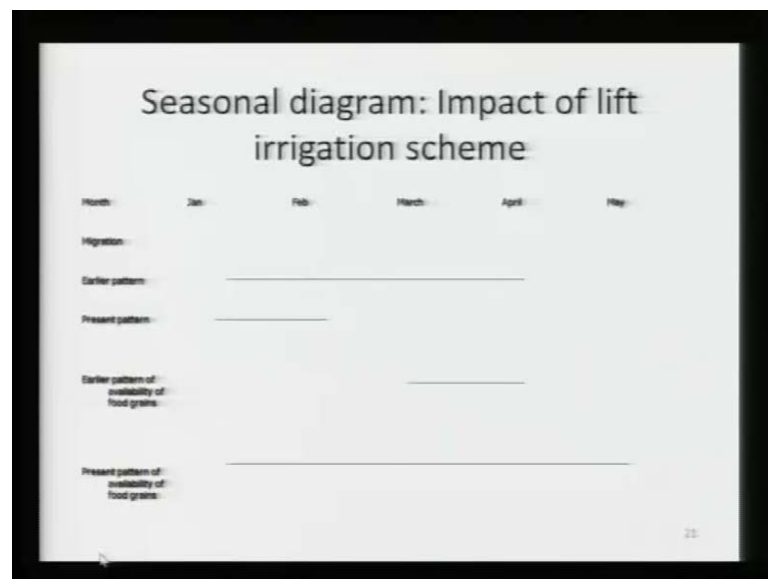 Seasonal diagram: Impact of lift
irrigation scheme
Month Jan Feb March April May
Migration
Earlier pattern
Present pattern
Earlier pattern of
availability of
food grains
Present pattern of
availability of
food grains